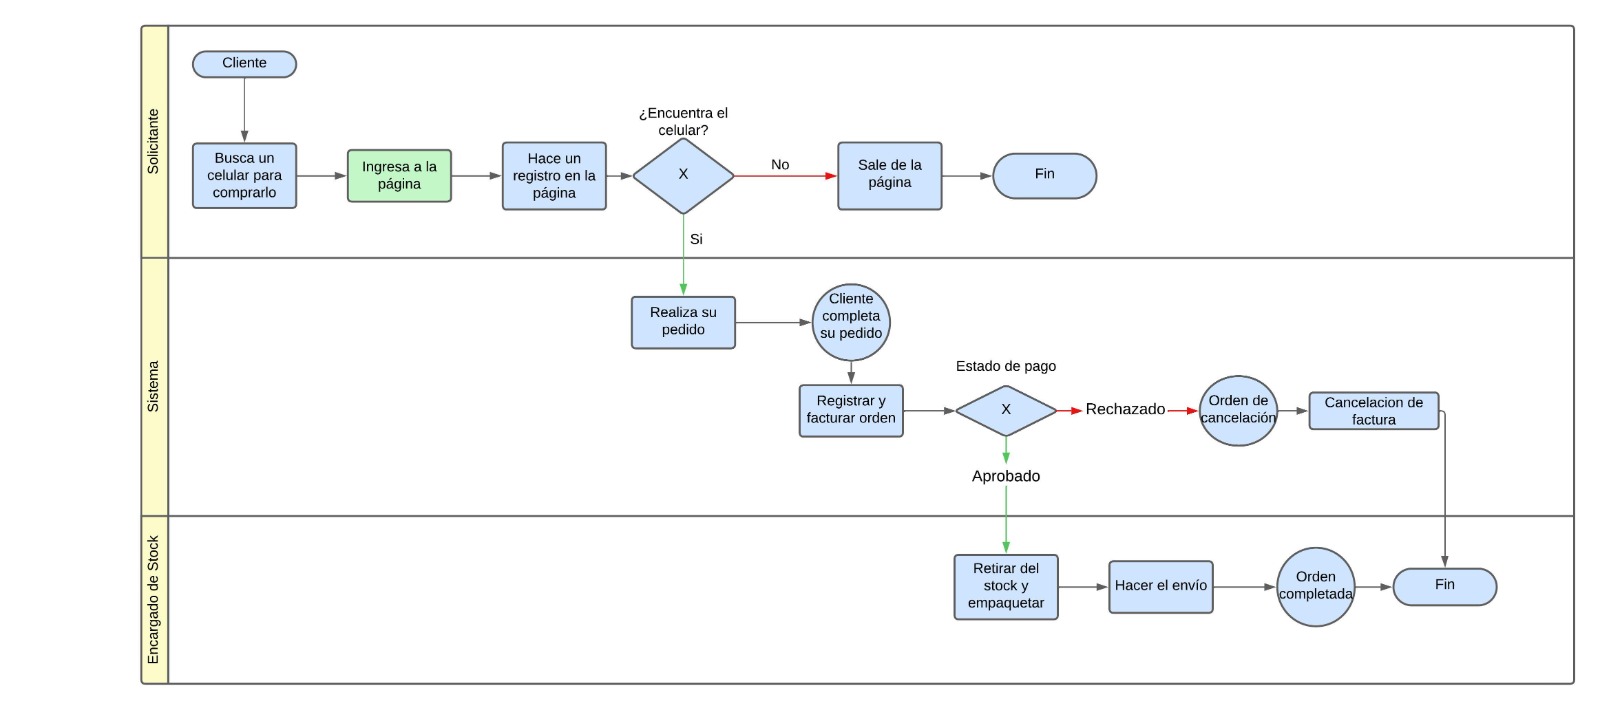 Solicitante
Cliente
Busca un
celular para
comprarlo
Ingresa a la
página
Hace un
registro en la
página
¿Encuentra el
celular?
X
No
Sale de la
página
Fin
Si
Sistema
Realiza su
pedido
Cliente
completa
su pedido
Registrar y
facturar orden
Estado de pago
X
Rechazado
Orden de
cancelación
Cancelacion de
factura
Aprobado
Encargado de Stock
Retirar del
stock y
empaquetar
Hacer el envío
Orden
completada
Fin